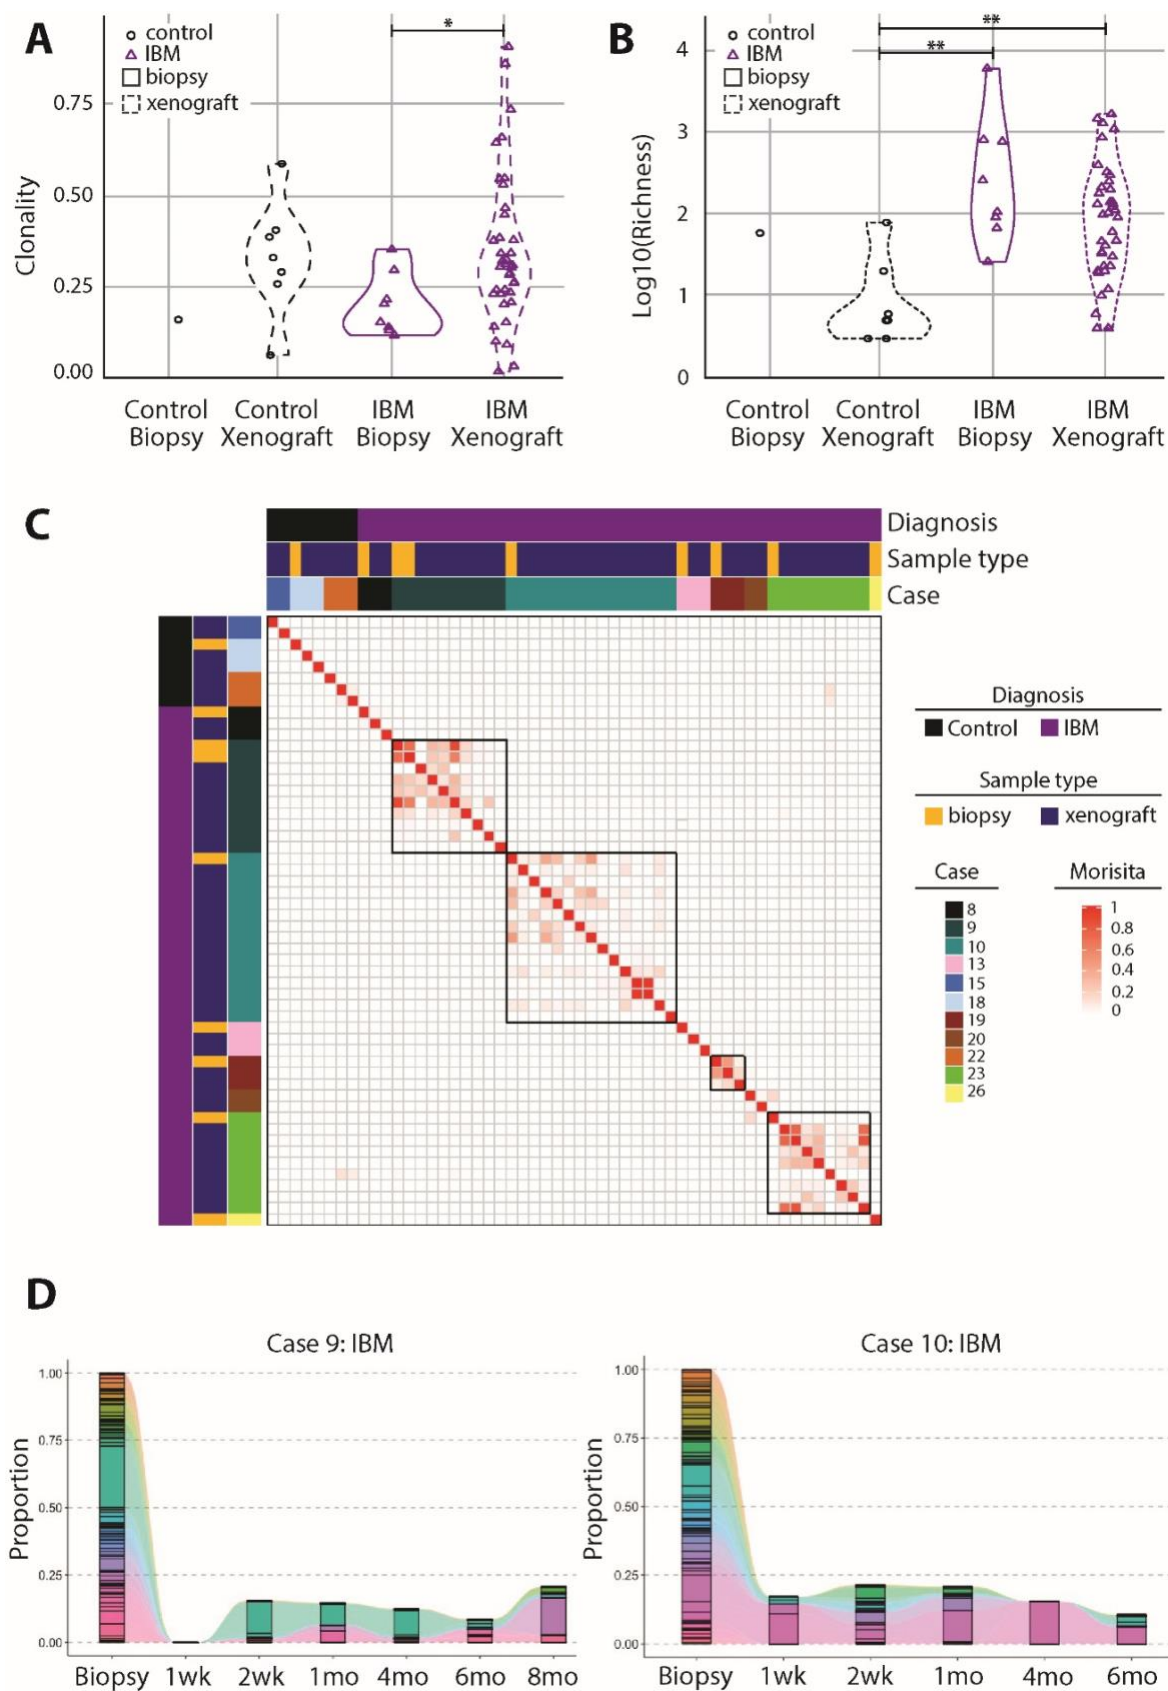 A
control
IBM
biopsy
xenograft
*
0.75
0.50
0.25
0.00
Clonality
Control
Biopsy
Control
Xenograft
IBM
Biopsy
IBM
Xenograft
B
control
IBM
biopsy
xenograft
**
**
4
3
2
1
0
Log10(Richness)
Control
Biopsy
Control
Xenograft
IBM
Biopsy
IBM
Xenograft
C
Diagnosis
Sample type
Case
Diagnosis
Control IBM
Sample type
biopsy xenograft
Case
8
9
10
13
15
18
19
20
22
23
26
Morisita
1
0.8
0.6
0.4
0.2
0
D
Case 9: IBM
Proportion
1.00
0.75
0.50
0.25
0.00
Biopsy 1wk 2wk 1mo 4mo 6mo 8mo
Case 10: IBM
Proportion
1.00
0.75
0.50
0.25
0.00
Biopsy 1wk 2wk 1mo 4mo 6mo